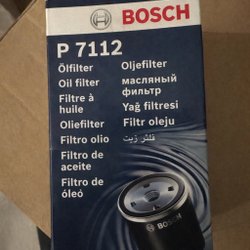 BOSCH
P 7112
Ölfilter
Oil filter
Filtre à
huile
Oliefilter
Filtro olio
Filtro de
aceite
Filtro de
óleo
Oljefilter
масляный
фильтр
Yağ filtresi
Filtr oleju
فلتر زيت
BOSCH